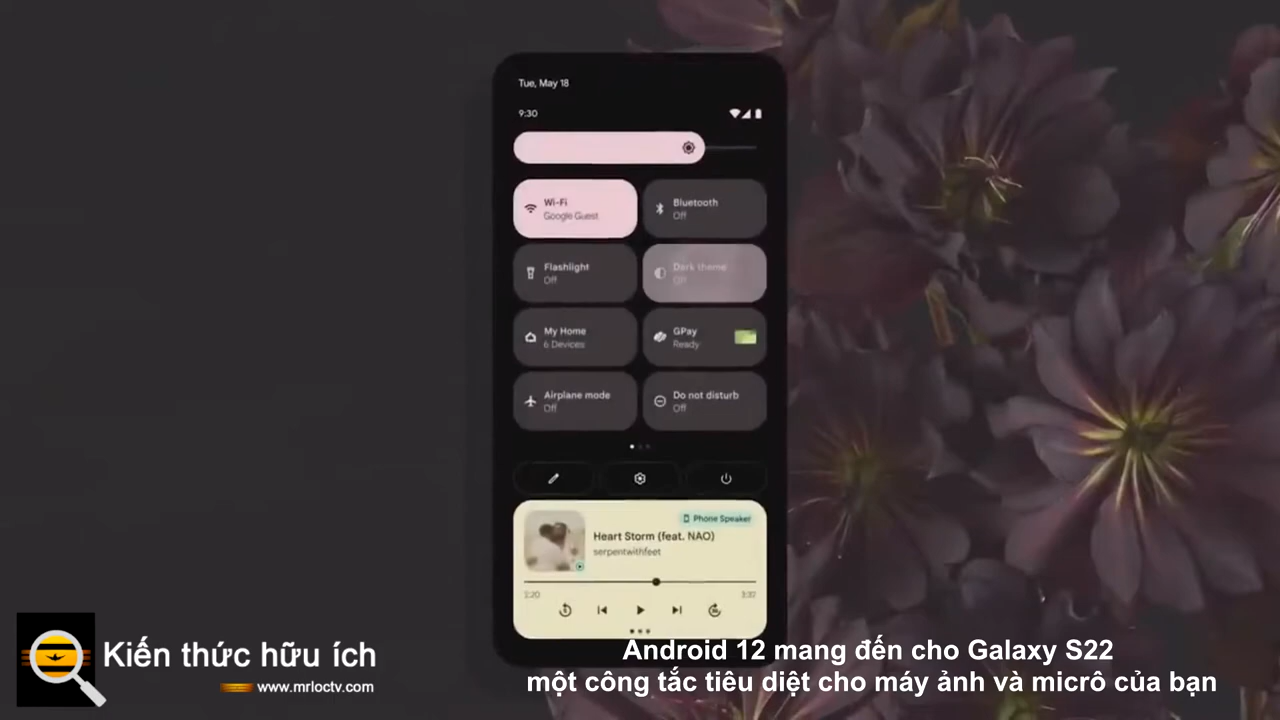 Tue, May 18
9:30
Wi-Fi
Google Guest
Bluetooth
Off
Flashlight
Off
Dark theme
Off
My Home
6 Devices
GPay
Ready
Airplane mode
Off
Do not disturb
Off
Phone Speaker
Heart Storm (feat. NAO)
serpentwithfeet
2:20
3:37
Kiến thức hữu ích
www.mrloctv.com
Android 12 mang đến cho Galaxy S22
một công tắc tiêu diệt cho máy ảnh và micrô của bạn